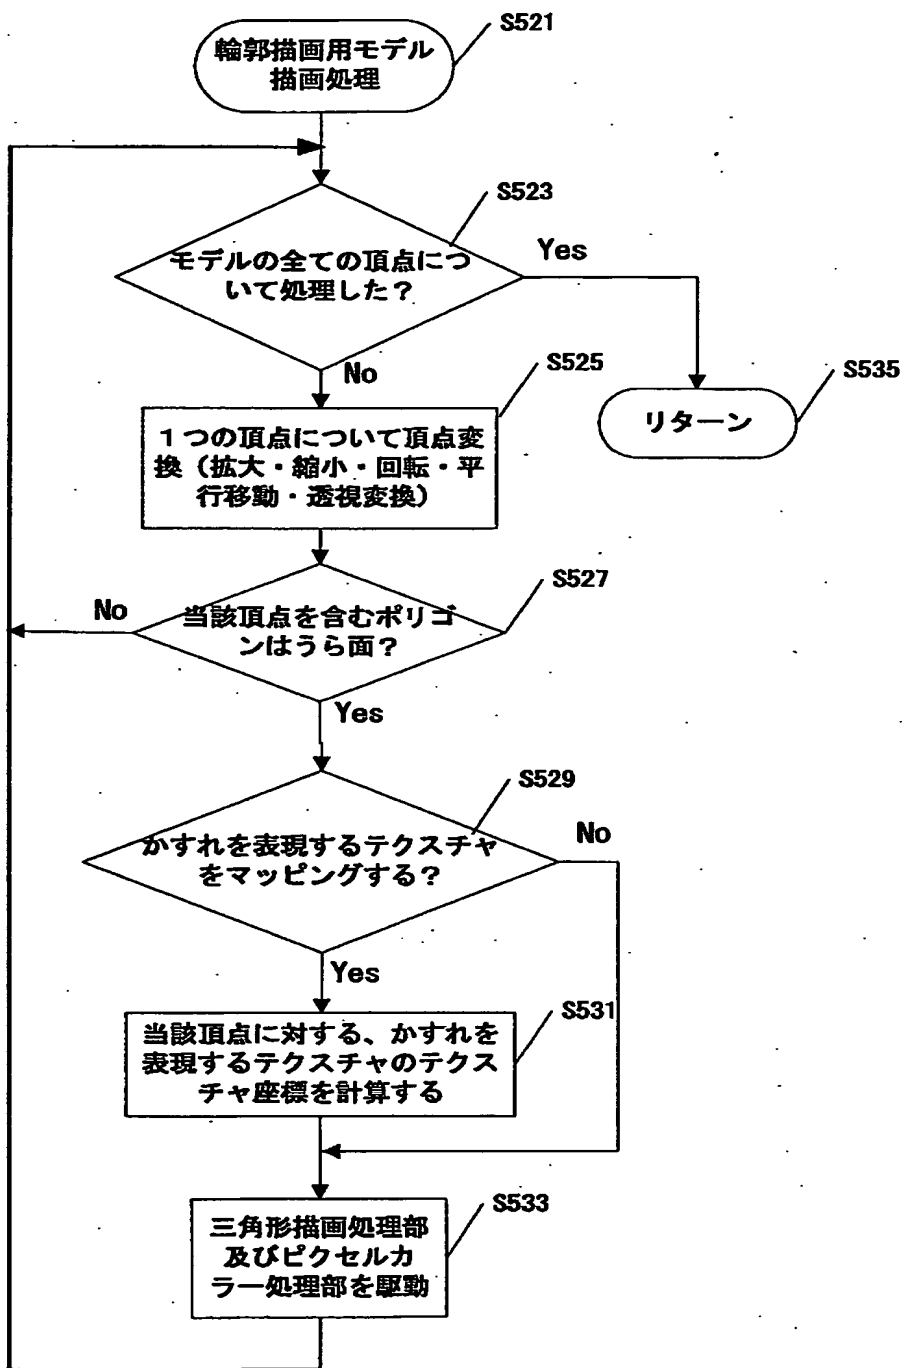 S521
輪郭描画用モデル
描画処理
S523
モデルの全ての頂点につ
いて処理した？
Yes
No
S525
S535
リターン
１つの頂点について頂点変
換（拡大・縮小・回転・平
行移動・透視変換）
S527
No
当該頂点を含むポリゴ
ンはうら面？
Yes
S529
No
かすれを表現するテクスチャ
をマッピングする？
Yes
S531
当該頂点に対する、かすれを
表現するテクスチャのテクス
チャ座標を計算する
S533
三角形描画処理部
及びピクセルカ
ラー処理部を駆動